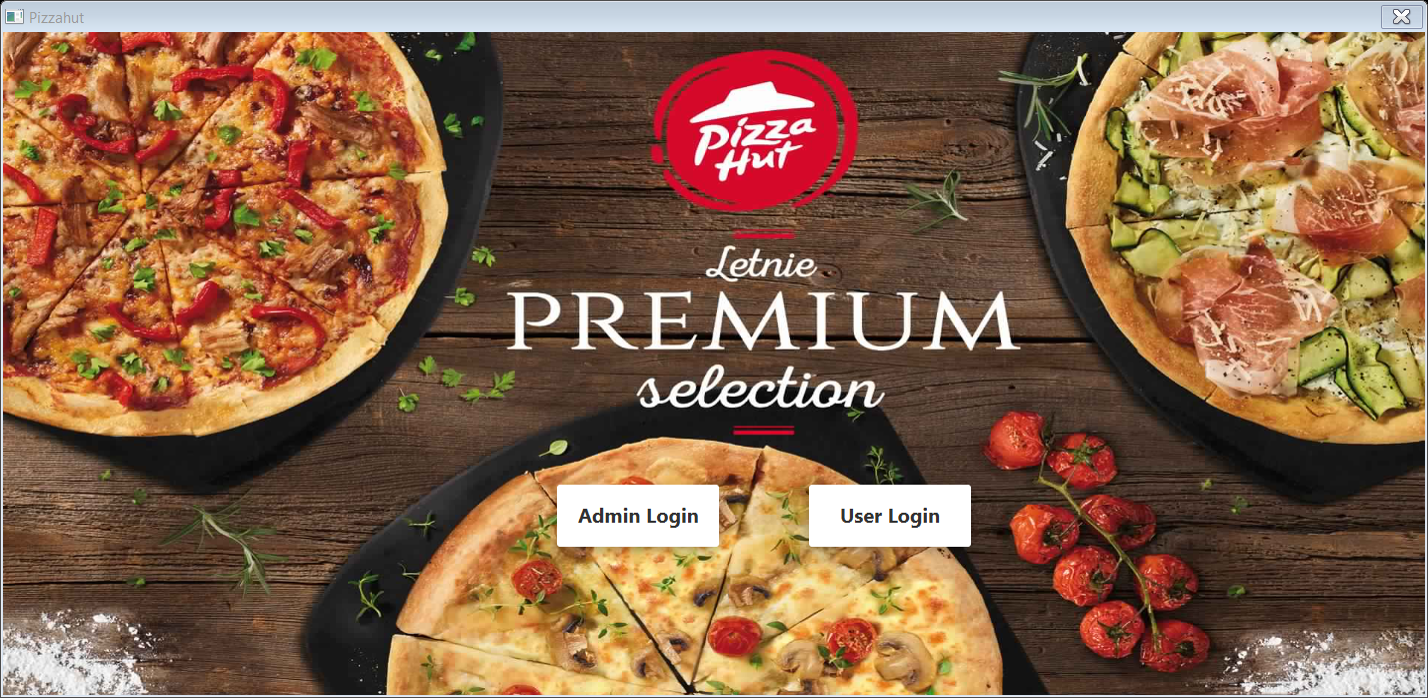 Pizzahut
Pizza
Hut
Letnie
PREMIUM
selection
Admin Login
User Login